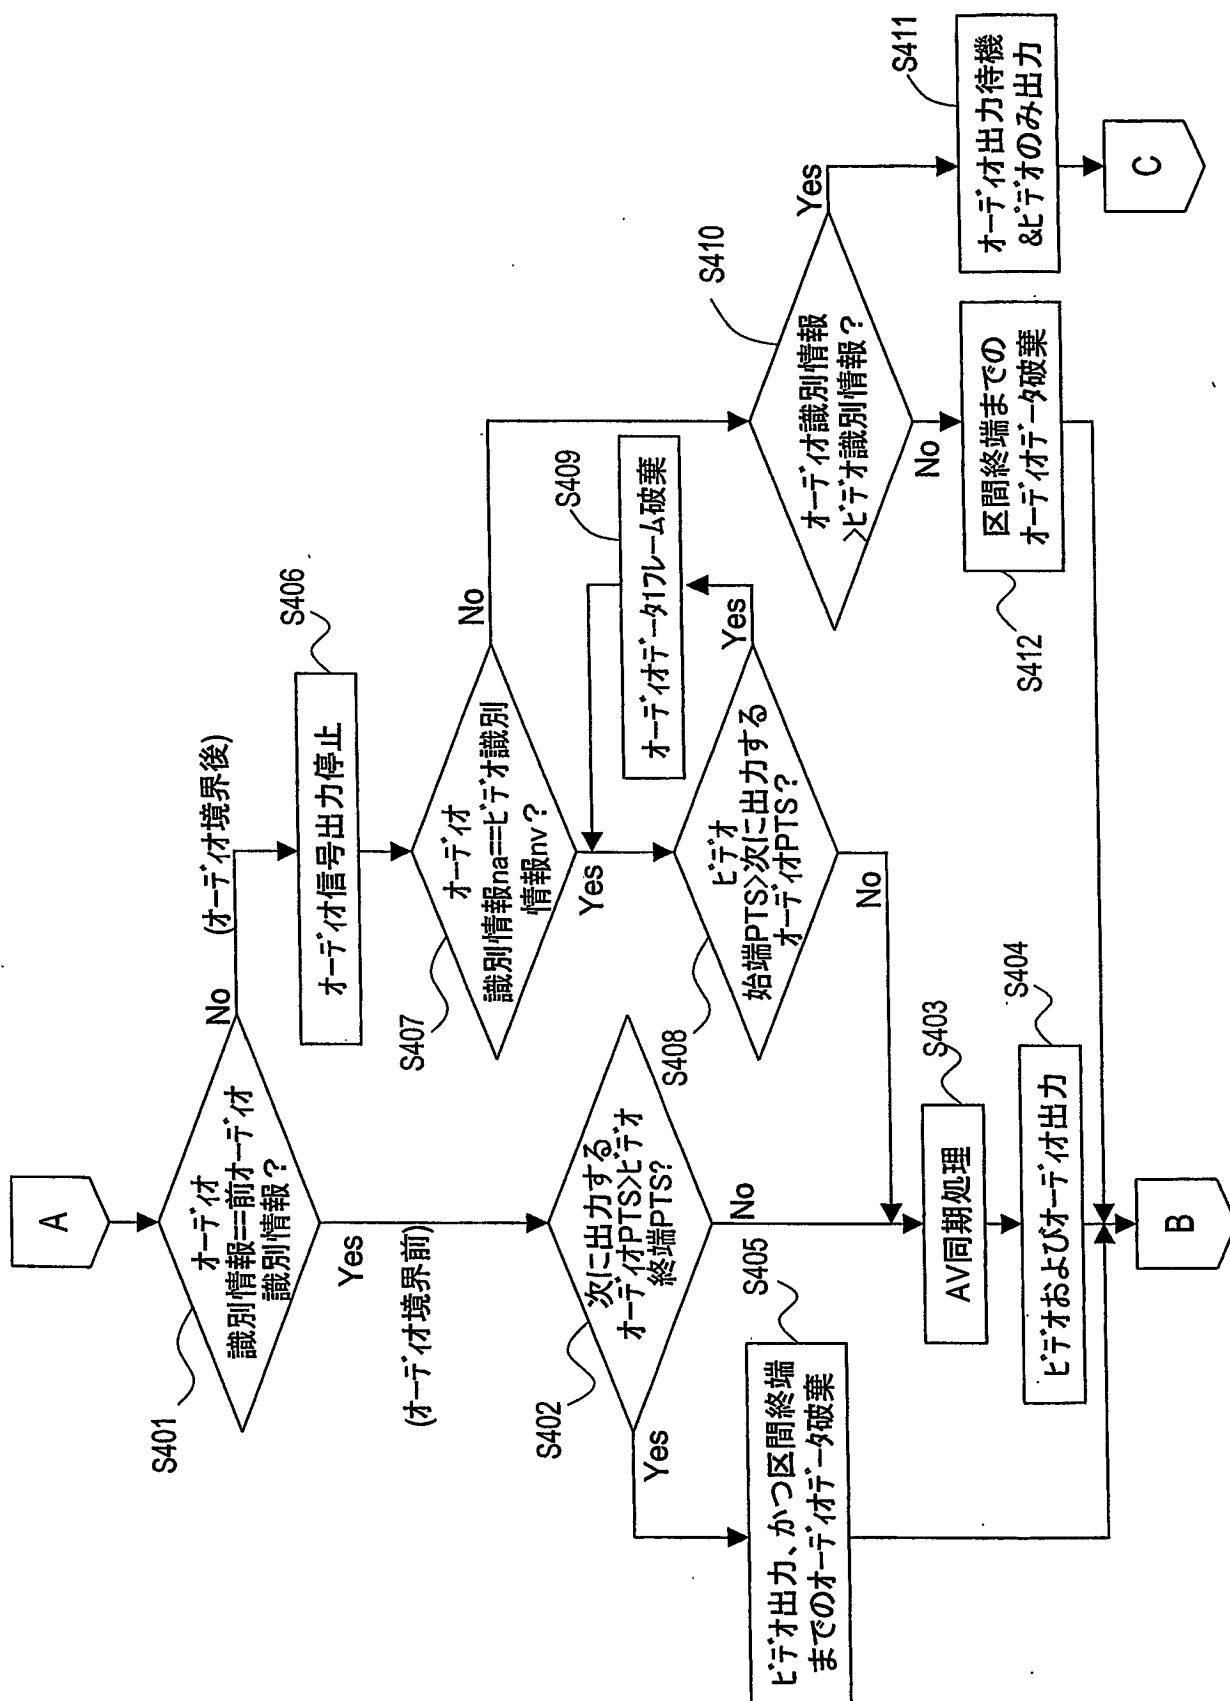 A
オーディオ
識別情報==前オーディオ
識別情報？
S401
No
(オーディオ境界後)
Yes
(オーディオ境界前)
オーディオ信号出力停止
S406
次に出力する
オーディオPTS>ビデオ
終端PTS?
S402
Yes
No
ビデオ出力、かつ区間終端
までのオーディオデータ破棄
S405
オーディオ
識別情報na==ビデオ識別
情報nv？
S407
No
Yes
ビデオ
始端PTS>次に出力する
オーディオPTS？
S408
Yes
No
オーディオデータ1フレーム破棄
S409
AV同期処理
S403
ビデオおよびオーディオ出力
S404
オーディオ識別情報
>ビデオ識別情報？
S410
Yes
No
オーディオ出力待機
&ビデオのみ出力
S411
区間終端までの
オーディオデータ破棄
S412
B
C